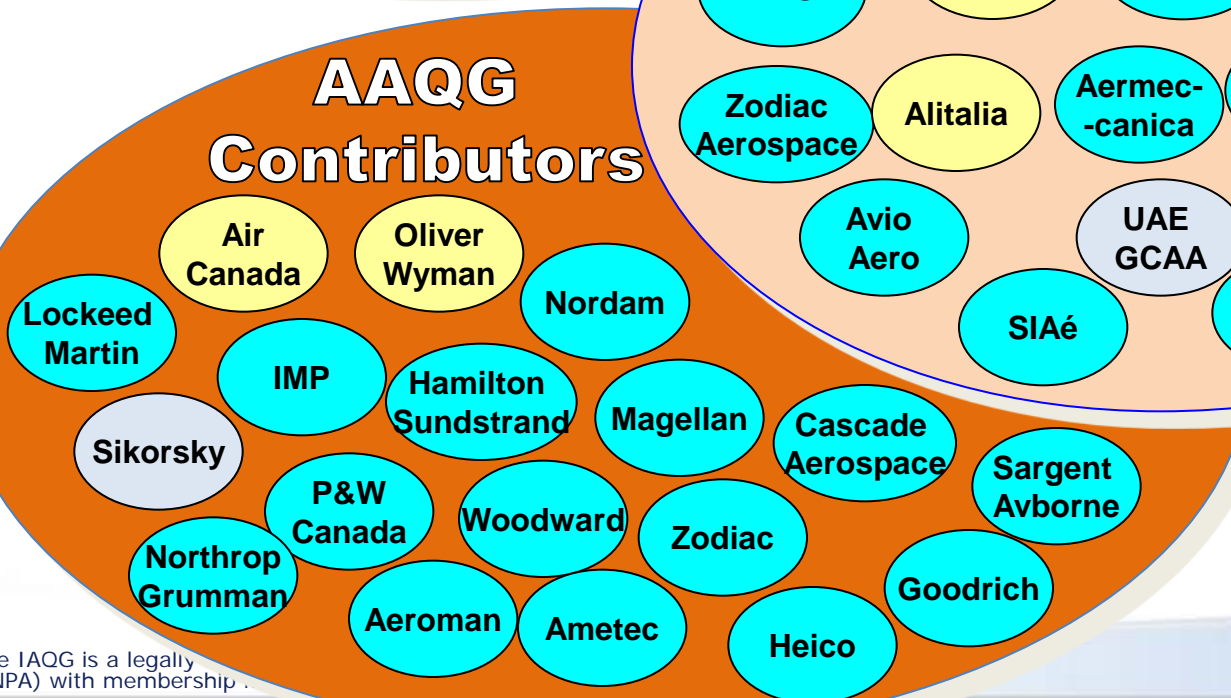 AAQG
Contributors
Zodiac
Aerospace
Alitalia
Aermec-
-canica
Avio
Aero
UAE
GCAA
SIAé
Air
Canada
Oliver
Wyman
Nordam
Lockeed
Martin
IMP
Hamilton
Sundstrand
Magellan
Cascade
Aerospace
Sikorsky
Sargent
Avborne
P&W
Canada
Woodward
Zodiac
Northrop
Grumman
Goodrich
Aeroman
Ametec
Heico
e IAQG is a legally
NPA) with membership